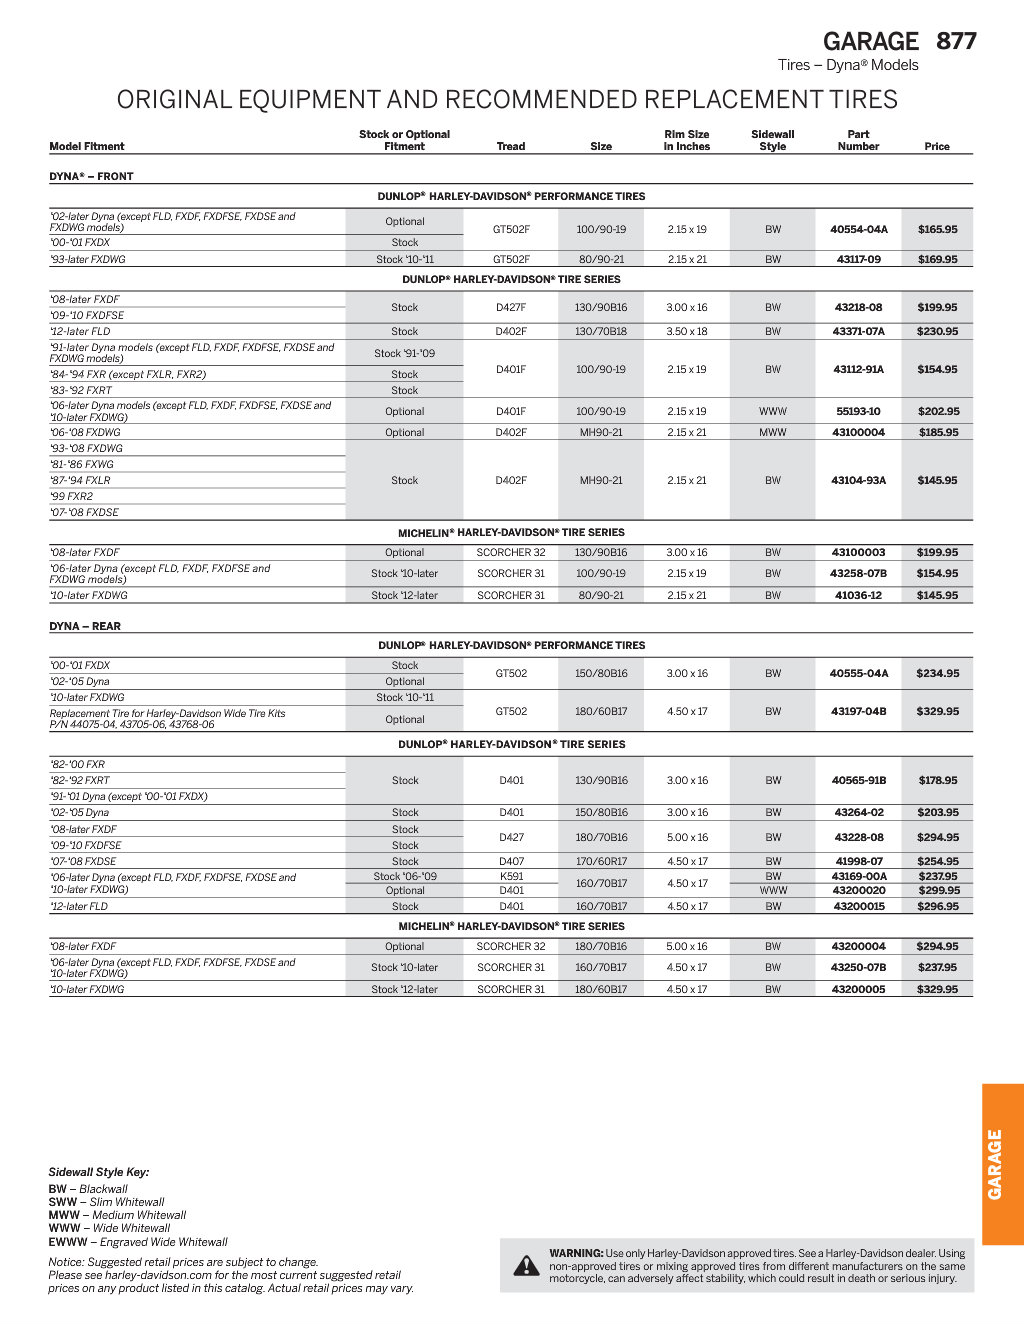 GARAGE 877
Tires – Dyna® Models
ORIGINAL EQUIPMENT AND RECOMMENDED REPLACEMENT TIRES
Stock or Optional Rim Size Sidewall Part
Model Fitment Fitment Tread Size in Inches Style Number Price
DYNA® – FRONT
DUNLOP® HARLEY-DAVIDSON® PERFORMANCE TIRES
'02-later Dyna (except FLD, FXDF, FXDFSE, FXDSE and
FXDWG models) Optional GT502F 100/90-19 2.15 x 19 BW 40554-04A $165.95
'00-'01 FXDX Stock
'93-later FXDWG Stock '10-'11 GT502F 80/90-21 2.15 x 21 BW 43117-09 $169.95
DUNLOP® HARLEY-DAVIDSON® TIRE SERIES
'08-later FXDF Stock D427F 130/90B16 3.00 x 16 BW 43218-08 $199.95
'09-'10 FXDFSE
'12-later FLD Stock D402F 130/70B18 3.50 x 18 BW 43371-07A $230.95
'91-later Dyna models (except FLD, FXDF, FXDFSE, FXDSE and
FXDWG models) Stock '91-'09 D401F 100/90-19 2.15 x 19 BW 43112-91A $154.95
'84-'94 FXR (except FXLR, FXR2) Stock
'83-'92 FXRT Stock
'06-later Dyna models (except FLD, FXDF, FXDFSE, FXDSE and
'10-later FXDWG) Optional D401F 100/90-19 2.15 x 19 WWW 55193-10 $202.95
'06-'08 FXDWG Optional D402F MH90-21 2.15 x 21 MWW 43100004 $185.95
'93-'08 FXDWG
'81-'86 FXWG
'87-'94 FXLR Stock D402F MH90-21 2.15 x 21 BW 43104-93A $145.95
'99 FXR2
'07-'08 FXDSE
MICHELIN® HARLEY-DAVIDSON® TIRE SERIES
'08-later FXDF Optional SCORCHER 32 130/90B16 3.00 x 16 BW 43100003 $199.95
'06-later Dyna (except FLD, FXDF, FXDFSE and
FXDWG models) Stock '10-later SCORCHER 31 100/90-19 2.15 x 19 BW 43258-07B $154.95
'10-later FXDWG Stock '12-later SCORCHER 31 80/90-21 2.15 x 21 BW 41036-12 $145.95
DYNA – REAR
DUNLOP® HARLEY-DAVIDSON® PERFORMANCE TIRES
'00-'01 FXDX Stock GT502 150/80B16 3.00 x 16 BW 40555-04A $234.95
'02-'05 Dyna Optional
'10-later FXDWG Stock '10-'11 GT502 180/60B17 4.50 x 17 BW 43197-04B $329.95
Replacement Tire for Harley-Davidson Wide Tire Kits
P/N 44075-04, 43705-06, 43768-06 Optional
DUNLOP® HARLEY-DAVIDSON® TIRE SERIES
'82-'00 FXR
'82-'92 FXRT Stock D401 130/90B16 3.00 x 16 BW 40565-91B $178.95
'91-'01 Dyna (except '00-'01 FXDX)
'02-'05 Dyna Stock D401 150/80B16 3.00 x 16 BW 43264-02 $203.95
'08-later FXDF Stock D427 180/70B16 5.00 x 16 BW 43228-08 $294.95
'09-'10 FXDFSE Stock
'07-'08 FXDSE Stock D407 170/60R17 4.50 x 17 BW 41998-07 $254.95
'06-later Dyna (except FLD, FXDF, FXDFSE, FXDSE and Stock '06-'09 K591 160/70B17 4.50 x 17 BW 43169-00A $237.95
'10-later FXDWG) Optional D401 WWW 43200020 $299.95
'12-later FLD Stock D401 160/70B17 4.50 x 17 BW 43200015 $296.95
MICHELIN® HARLEY-DAVIDSON® TIRE SERIES
'08-later FXDF Optional SCORCHER 32 180/70B16 5.00 x 16 BW 43200004 $294.95
'06-later Dyna (except FLD, FXDF, FXDFSE, FXDSE and
'10-later FXDWG) Stock '10-later SCORCHER 31 160/70B17 4.50 x 17 BW 43250-07B $237.95
'10-later FXDWG Stock '12-later SCORCHER 31 180/60B17 4.50 x 17 BW 43200005 $329.95
GARAGE
Sidewall Style Key:
BW – Blackwall
SWW – Slim Whitewall
MWW – Medium Whitewall
WWW – Wide Whitewall
EWWW – Engraved Wide Whitewall
Notice: Suggested retail prices are subject to change.
Please see harley-davidson.com for the most current suggested retail
prices on any product listed in this catalog. Actual retail prices may vary.
WARNING: Use only Harley-Davidson approved tires. See a Harley-Davidson dealer. Using
non-approved tires or mixing approved tires from different manufacturers on the same
motorcycle, can adversely affect stability, which could result in death or serious injury.